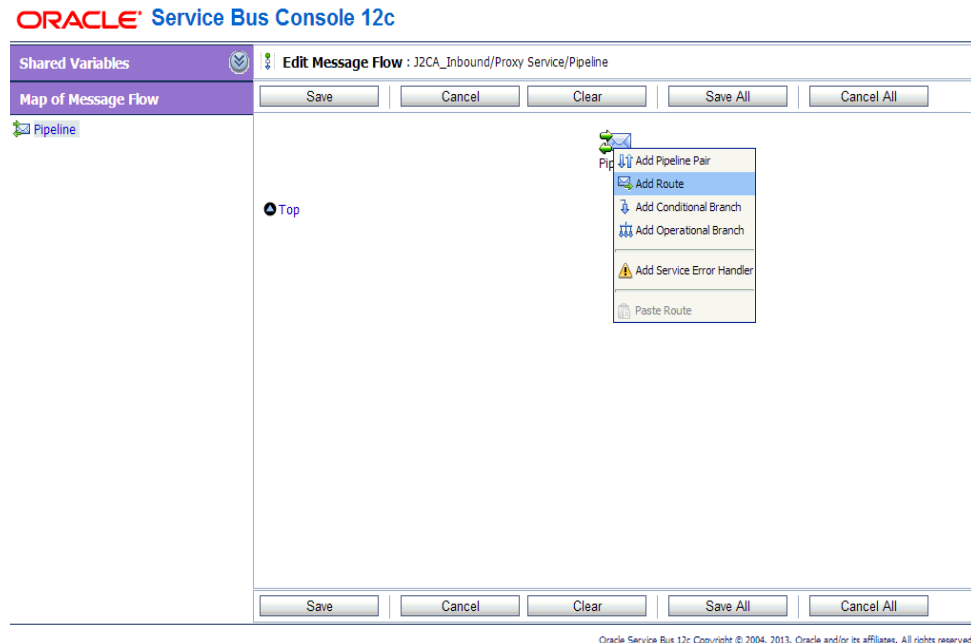 ORACLE Service Bus Console 12c
Shared Variables
Edit Message Flow : J2CA_Inbound/Proxy Service/Pipeline
Map of Message Flow
Save Cancel Clear Save All Cancel All
Pipeline
Pip
Add Pipeline Pair
Add Route
Top
Add Conditional Branch
Add Operational Branch
Add Service Error Handler
Paste Route
Save Cancel Clear Save All Cancel All
Oracle Service Bus 12c Copyright © 2004, 2013, Oracle and/or its affiliates. All rights reserved